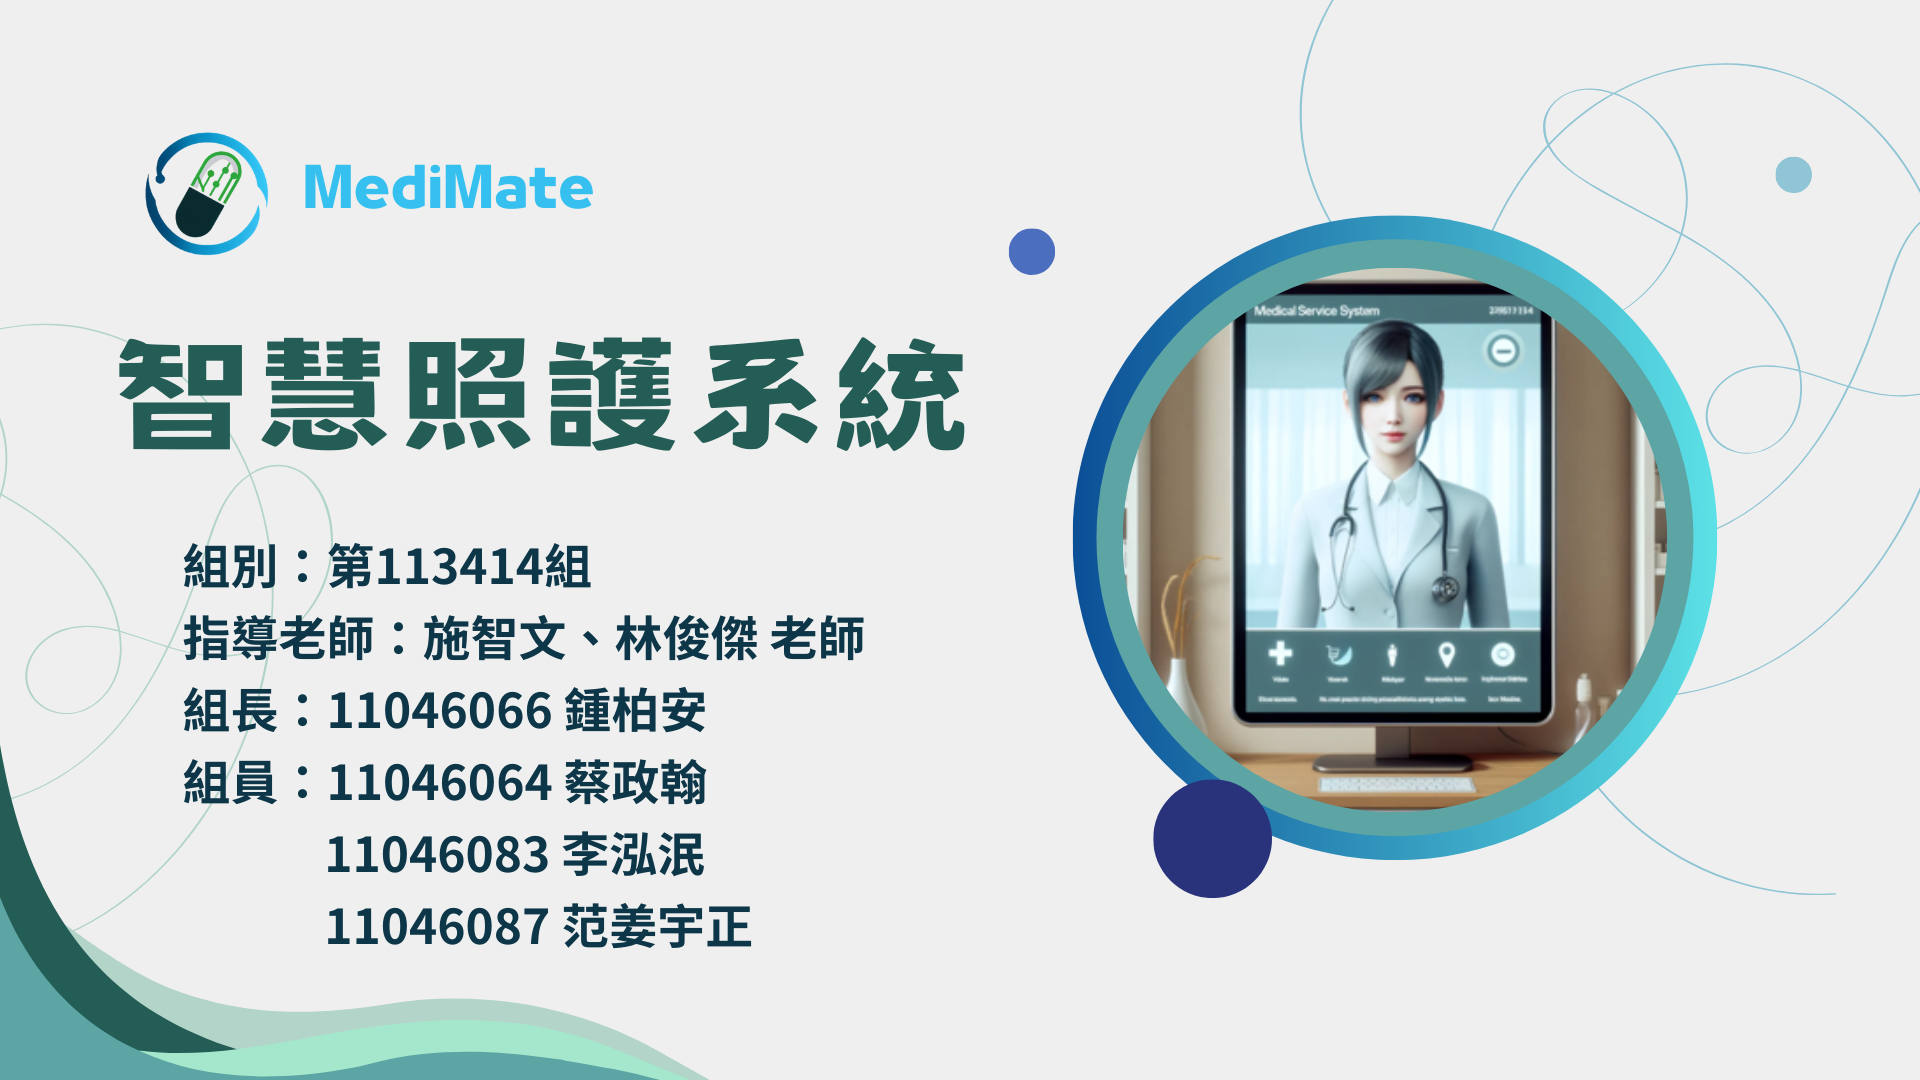 MediMate
智慧照護系統
組別：第113414組
指導老師：施智文、林俊傑 老師
組長：11046066 鍾柏安
組員：11046064 蔡政翰
11046083 李泓泯
11046087 范姜宇正
Medical Service System